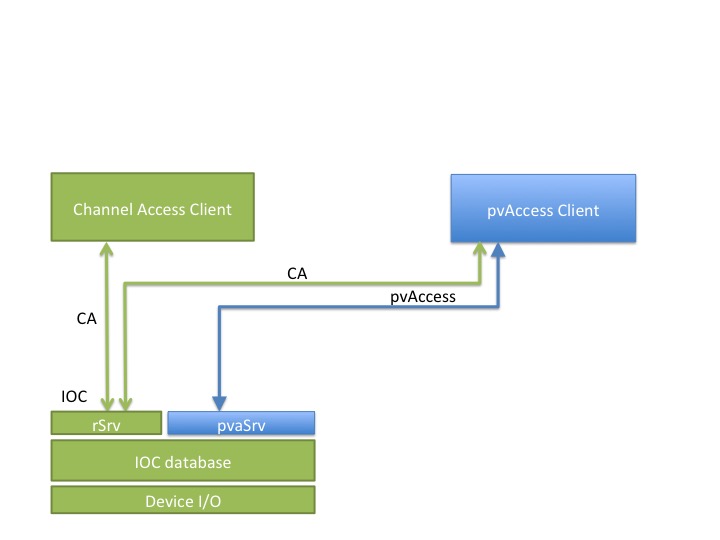 Channel Access Client
pvAccess Client
CA
pvAccess
CA
IOC
rSrv
pvaSrv
IOC database
Device I/O